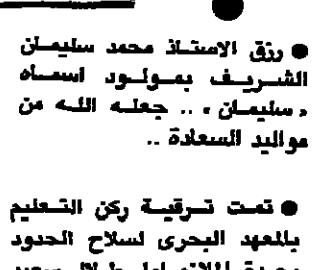 ● رزق الاستاذ محمد سليمان
الشريف بمولود اسماه
« سليمان » .. جعله الله من
مواليد السعادة ..
● تمت ترقية ركن التعليم
بالمعهد البحرى لسلاح الحدود